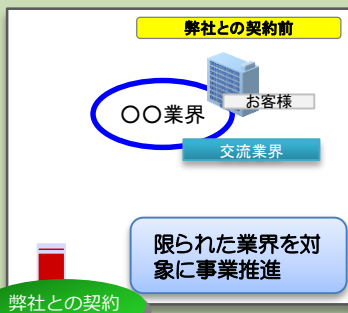 弊社との契約前
お客様
〇〇業界
交流業界
限られた業界を対
象に事業推進
弊社との契約